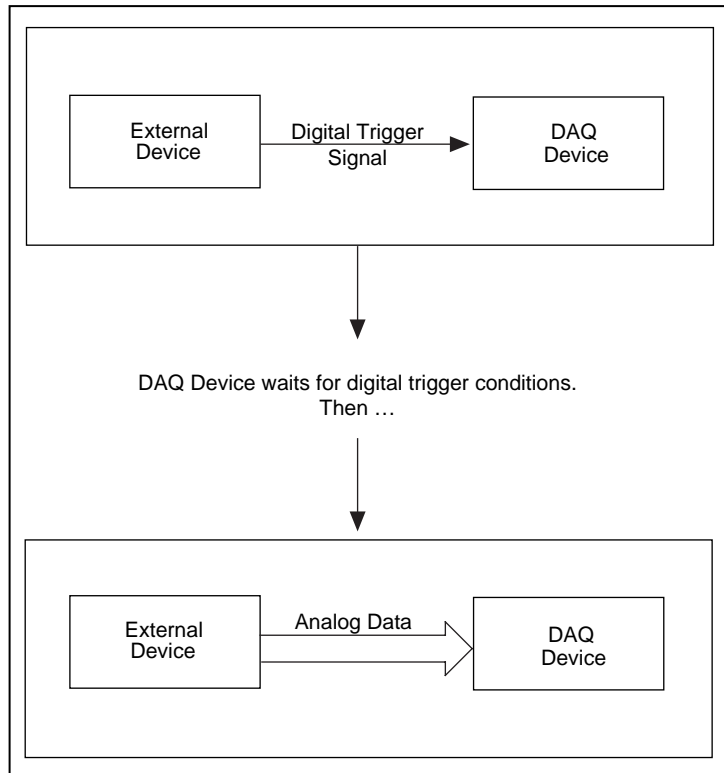 External
Device
Digital Trigger
Signal
DAQ
Device
DAQ Device waits for digital trigger conditions.
Then …
External
Device
Analog Data
DAQ
Device